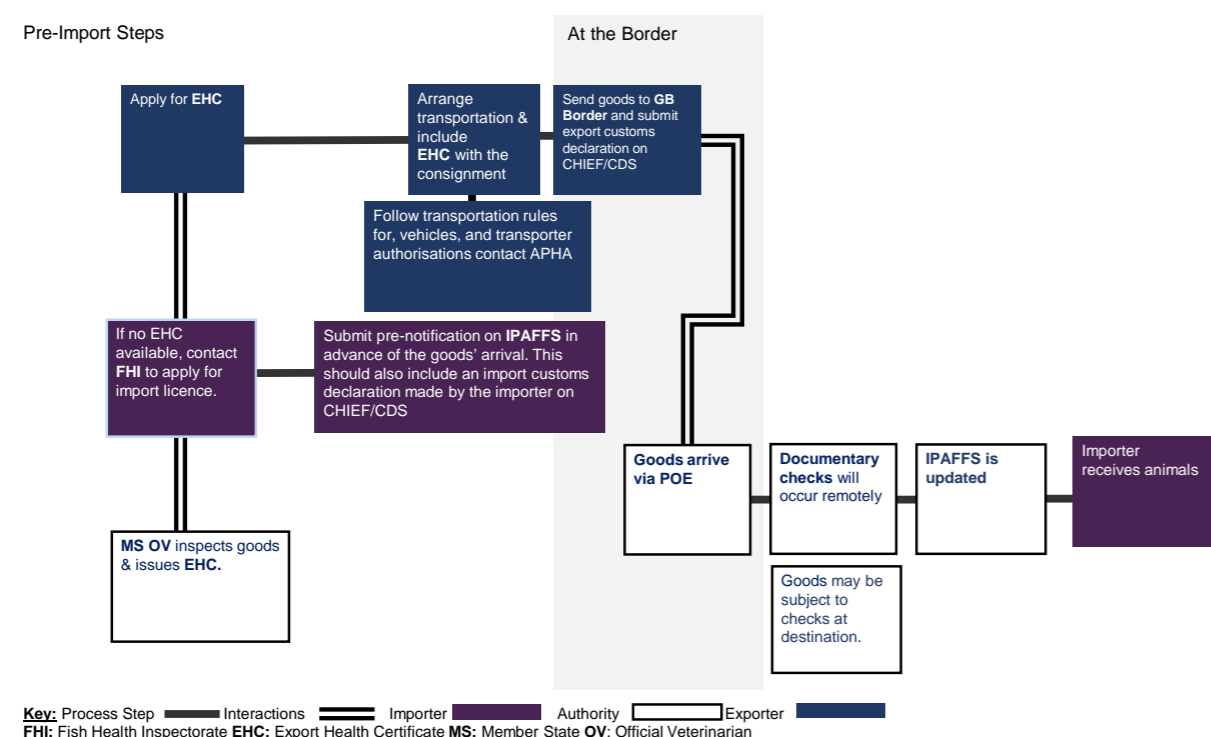 Pre-Import Steps
At the Border
Apply for EHC
Arrange
transportation &
include
EHC with the
consignment
Send goods to GB
Border and submit
export customs
declaration on
CHIEF/CDS
Follow transportation rules
for, vehicles, and transporter
authorisations contact APHA
If no EHC
available, contact
FHI to apply for
import licence.
Submit pre-notification on IPAFFS in
advance of the goods' arrival. This
should also include an import customs
declaration made by the importer on
CHIEF/CDS
Goods arrive
via POE
Documentary
checks will
occur remotely
IPAFFS is
updated
Importer
receives animals
MS OV inspects goods
& issues EHC.
Goods may be
subject to
checks at
destination.
Key: Process Step Interactions Importer Authority Exporter
FHI: Fish Health Inspectorate EHC: Export Health Certificate MS: Member State OV: Official Veterinarian